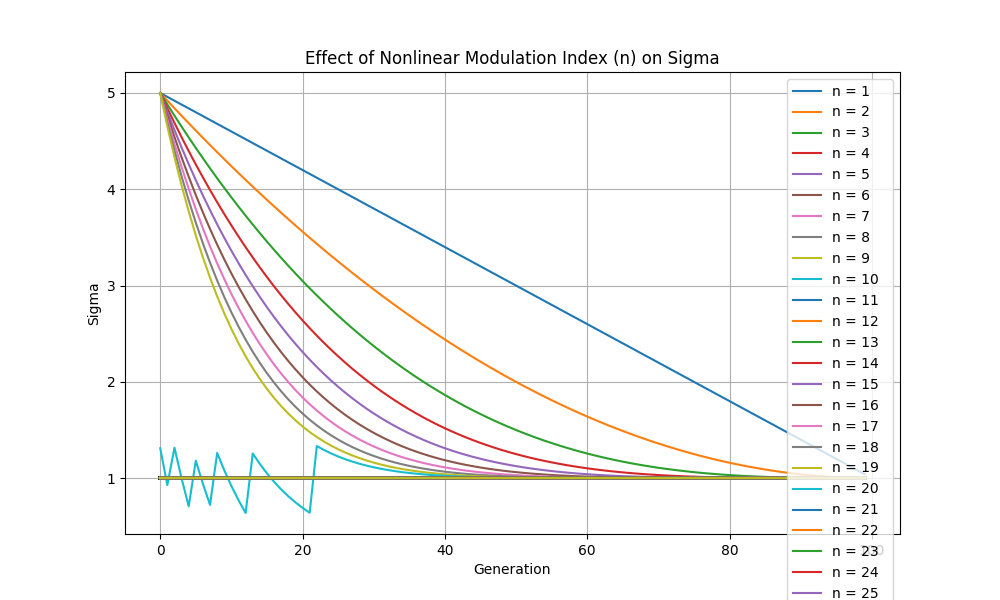 Effect of Nonlinear Modulation Index (n) on Sigma
5
4
3
2
1
Sigma
0
20
40
60
80
100
Generation
n = 1
n = 2
n = 3
n = 4
n = 5
n = 6
n = 7
n = 8
n = 9
n = 10
n = 11
n = 12
n = 13
n = 14
n = 15
n = 16
n = 17
n = 18
n = 19
n = 20
n = 21
n = 22
n = 23
n = 24
n = 25